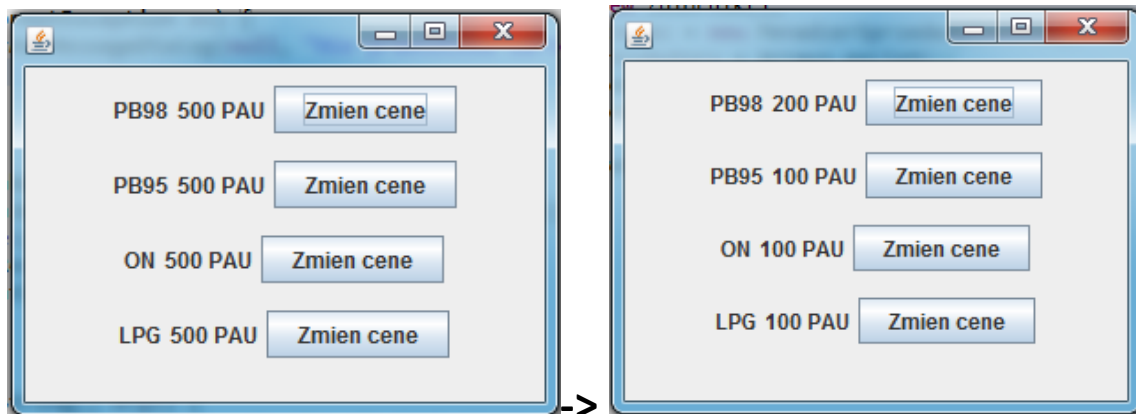 PB98 500 PAU Zmien cene
PB95 500 PAU Zmien cene
ON 500 PAU Zmien cene
LPG 500 PAU Zmien cene
->
PB98 200 PAU Zmien cene
PB95 100 PAU Zmien cene
ON 100 PAU Zmien cene
LPG 100 PAU Zmien cene